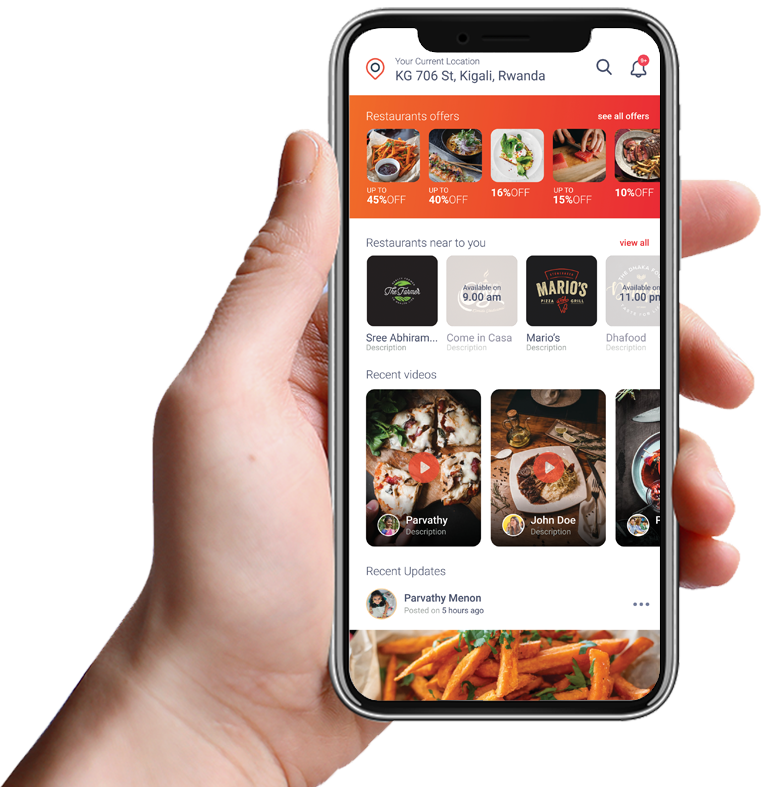 Your Current Location
KG 706 St, Kigali, Rwanda
9+
Restaurants offers
see all offers
UP TO
45%OFF
UP TO
40%OFF
16%OFF
UP TO
15%OFF
10%OFF
Restaurants near to you
view all
The Farmer
Available on
9.00 am
MARIO'S
PIZZA GRILL
Available on
11.00 pm
Sree Abhiram...
Description
Come in Casa
Description
Mario's
Description
Dhafood
Description
Recent videos
Parvathy
Description
John Doe
Description
Recent Updates
Parvathy Menon
Posted on 5 hours ago